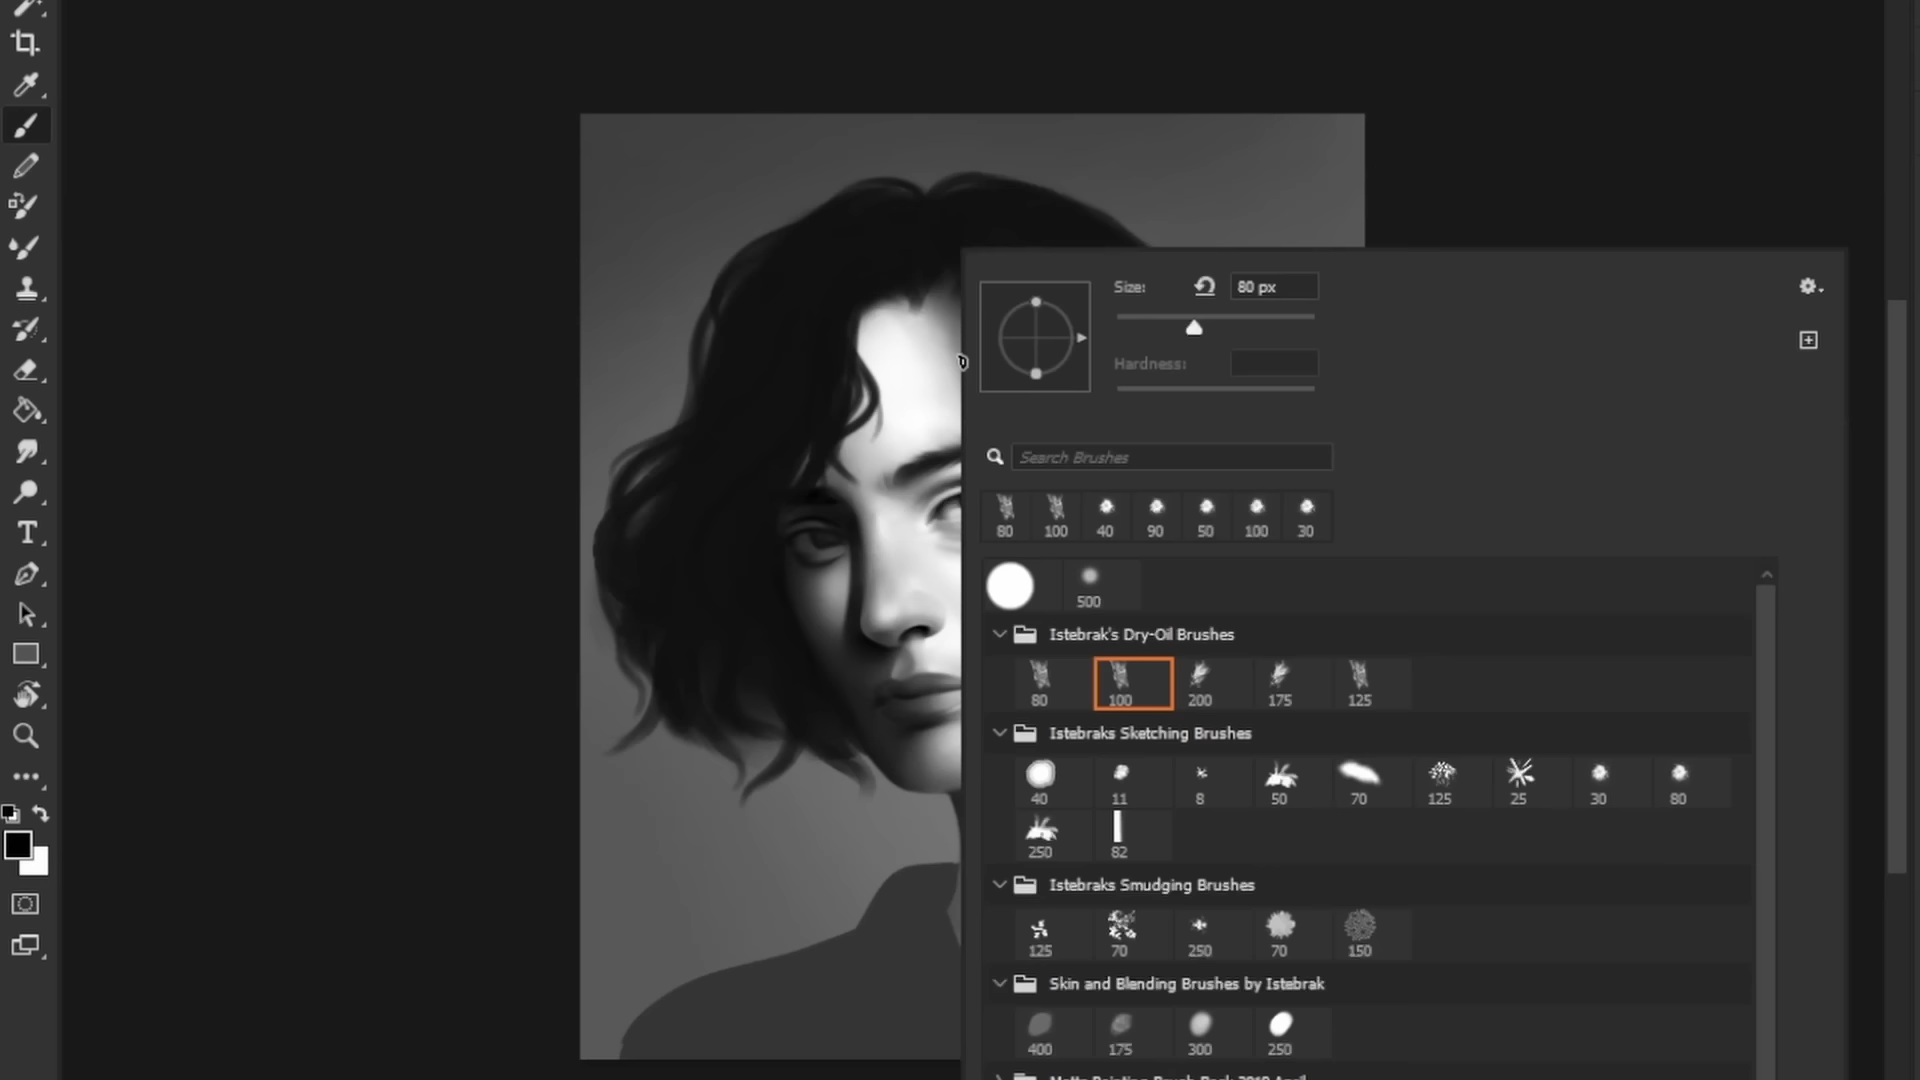 Size:
80 px
Hardness:
Search Brushes
80 100 40 90 50 100 30
500
Istebrak's Dry-Oil Brushes
80 100 200 175 125
Istebraks Sketching Brushes
40 11 8 50 70 125 25 30 80
250 82
Istebraks Smudging Brushes
125 70 250 70 150
Skin and Blending Brushes by Istebrak
400 175 300 250